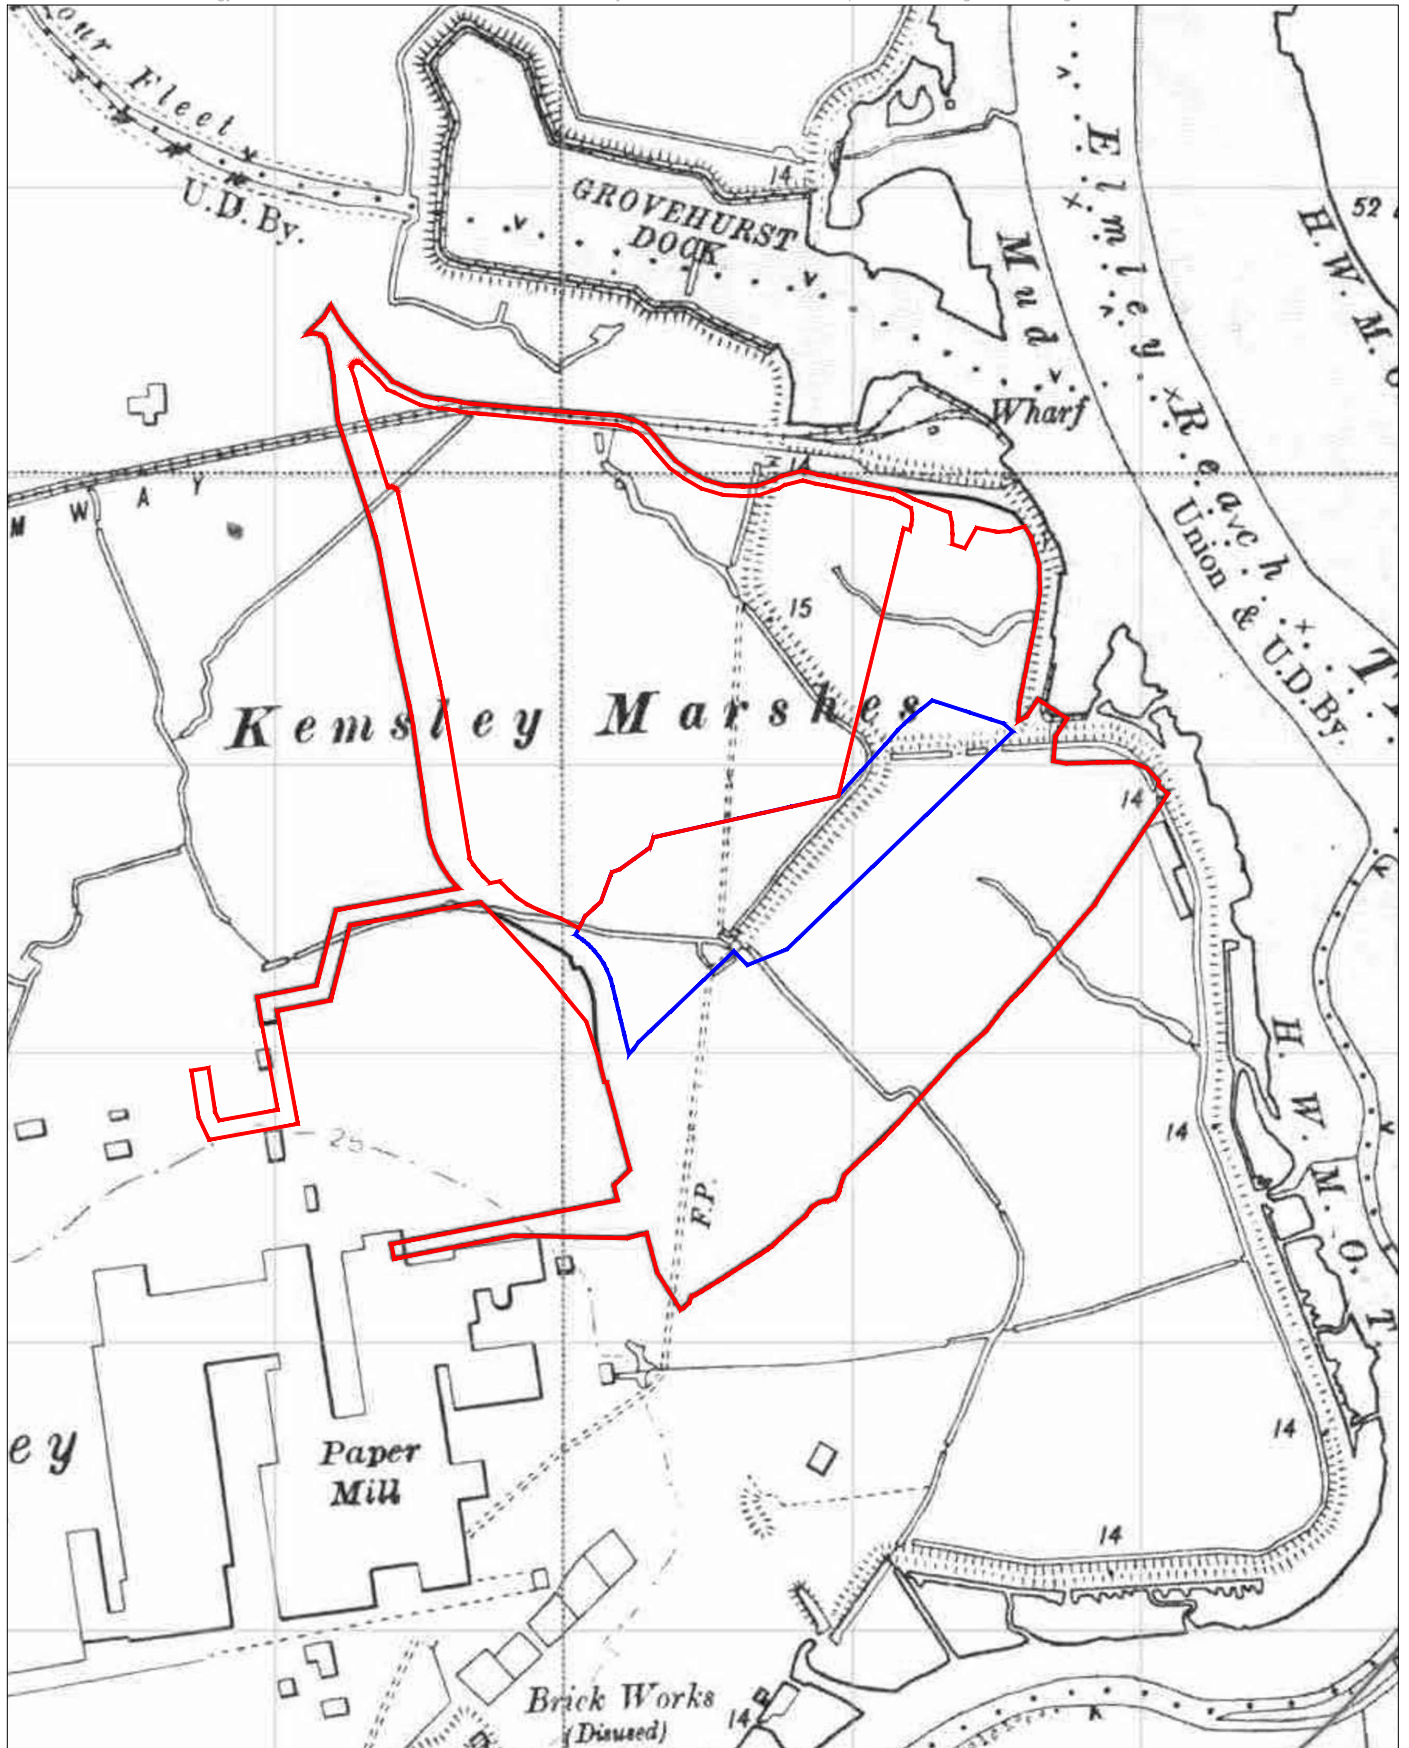 our Fleet
U.D. By.
GROVEHURST
DOCK
14
Elmley Reach
Mud
52
H.W.M.O
Wharf
M W A Y
14
Union & U.D.By.
15
Kemsley Marshes
T
14
H. W. M. O. T
14
25
F.P.
14
ey
Paper
Mill
14
Brick Works
(Disused)
14